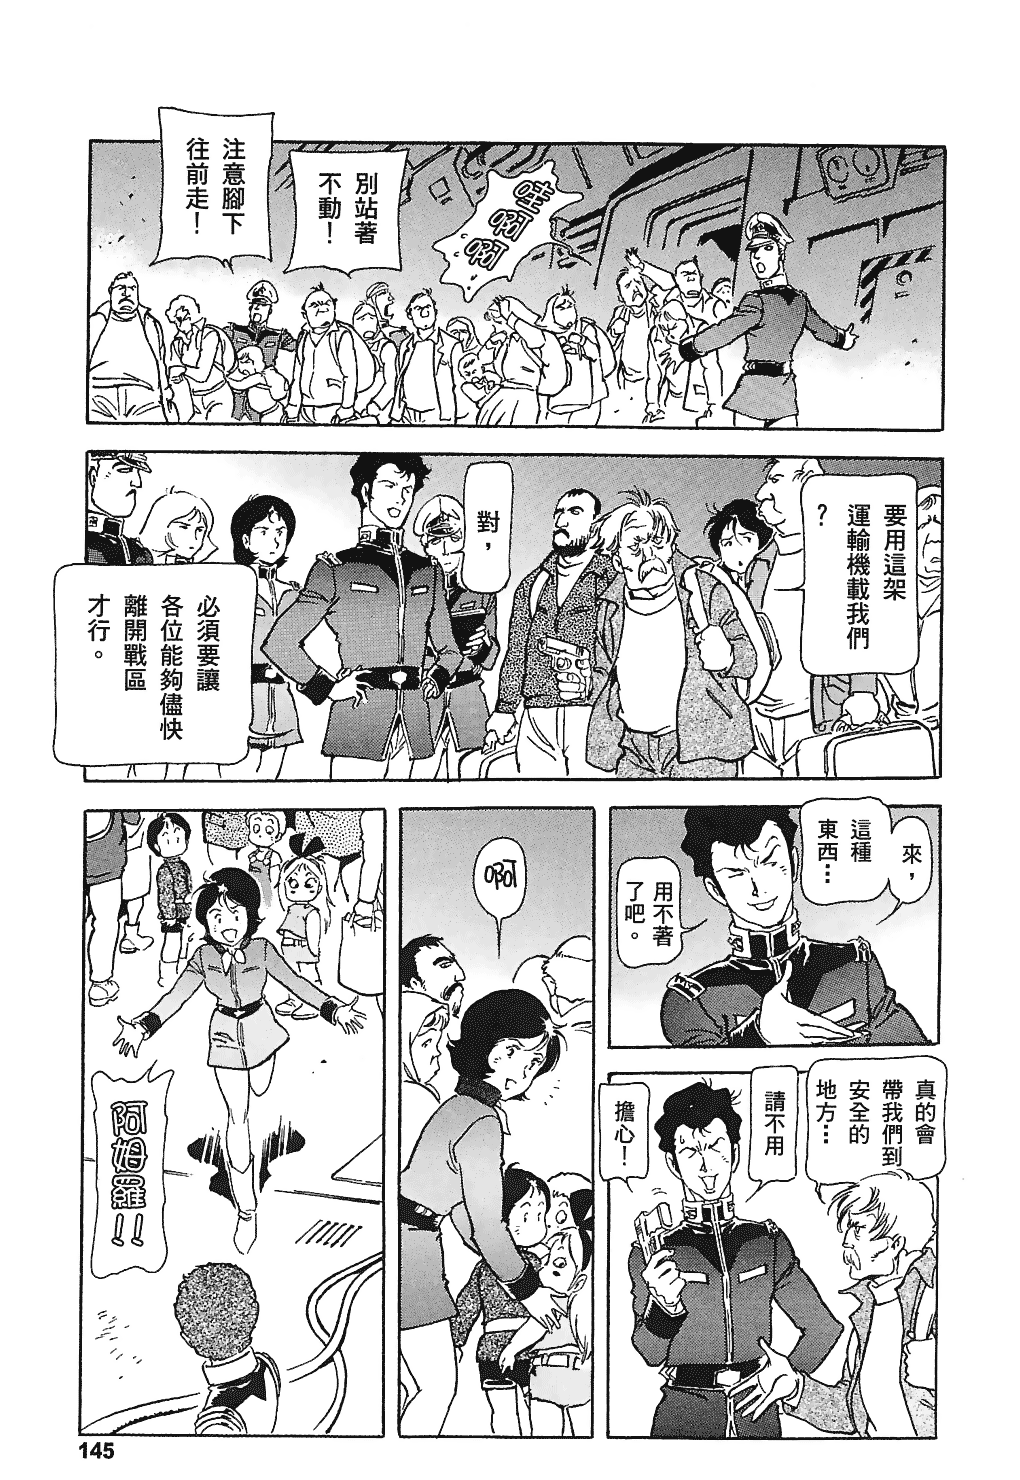 哇
啊
啊
別站著
不動！
注意腳下
往前走！
要用這架
運輸機載我們
？
對，
必須要讓
各位能夠儘快
離開戰區
才行。
來，
這種
東西…
用不著
了吧。
真的會
帶我們到
安全的
地方…
請不用
擔心！
啊
阿姆羅！！
145